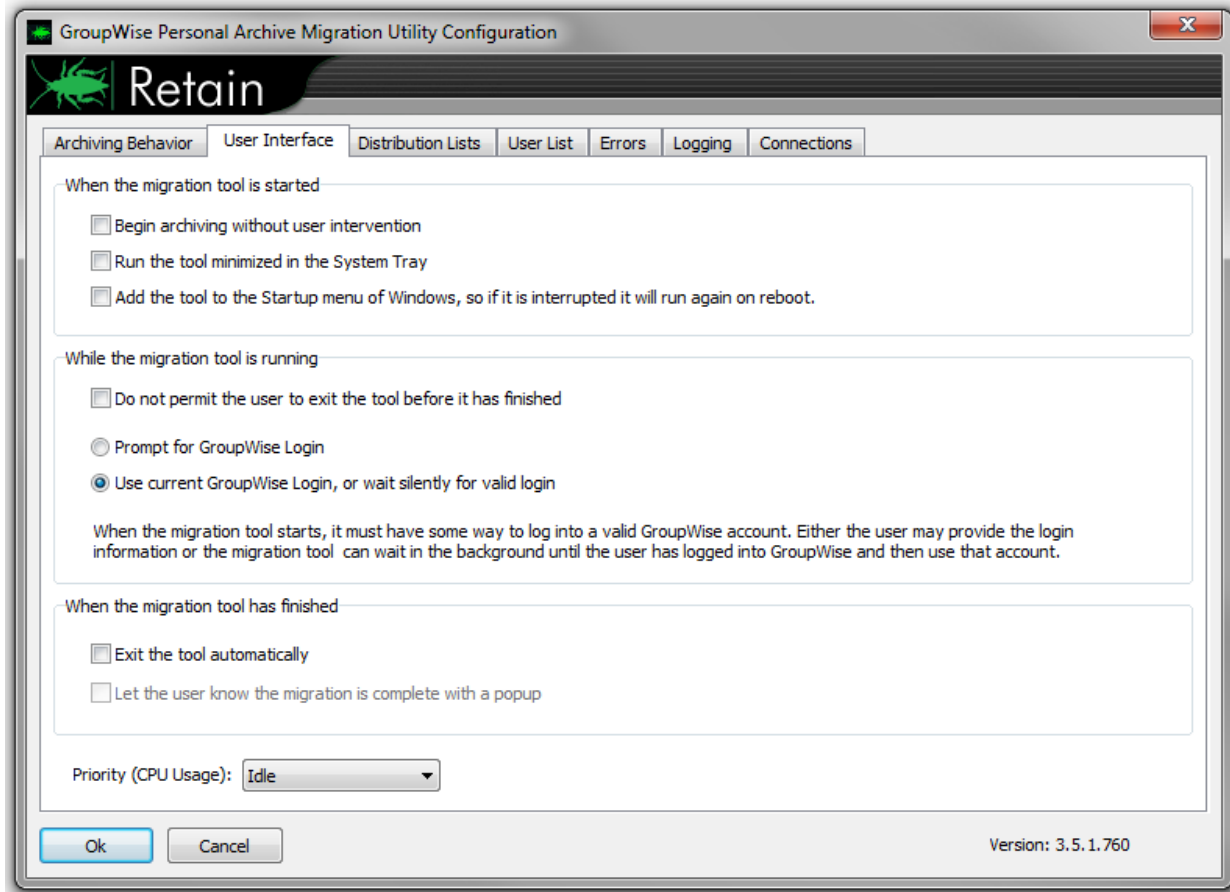 GroupWise Personal Archive Migration Utility Configuration
X
Retain
Archiving Behavior User Interface Distribution Lists User List Errors Logging Connections
When the migration tool is started
Begin archiving without user intervention
Run the tool minimized in the System Tray
Add the tool to the Startup menu of Windows, so if it is interrupted it will run again on reboot.
While the migration tool is running
Do not permit the user to exit the tool before it has finished
Prompt for GroupWise Login
Use current GroupWise Login, or wait silently for valid login
When the migration tool starts, it must have some way to log into a valid GroupWise account. Either the user may provide the login
information or the migration tool can wait in the background until the user has logged into GroupWise and then use that account.
When the migration tool has finished
Exit the tool automatically
Let the user know the migration is complete with a popup
Priority (CPU Usage): Idle
Ok Cancel Version: 3.5.1.760